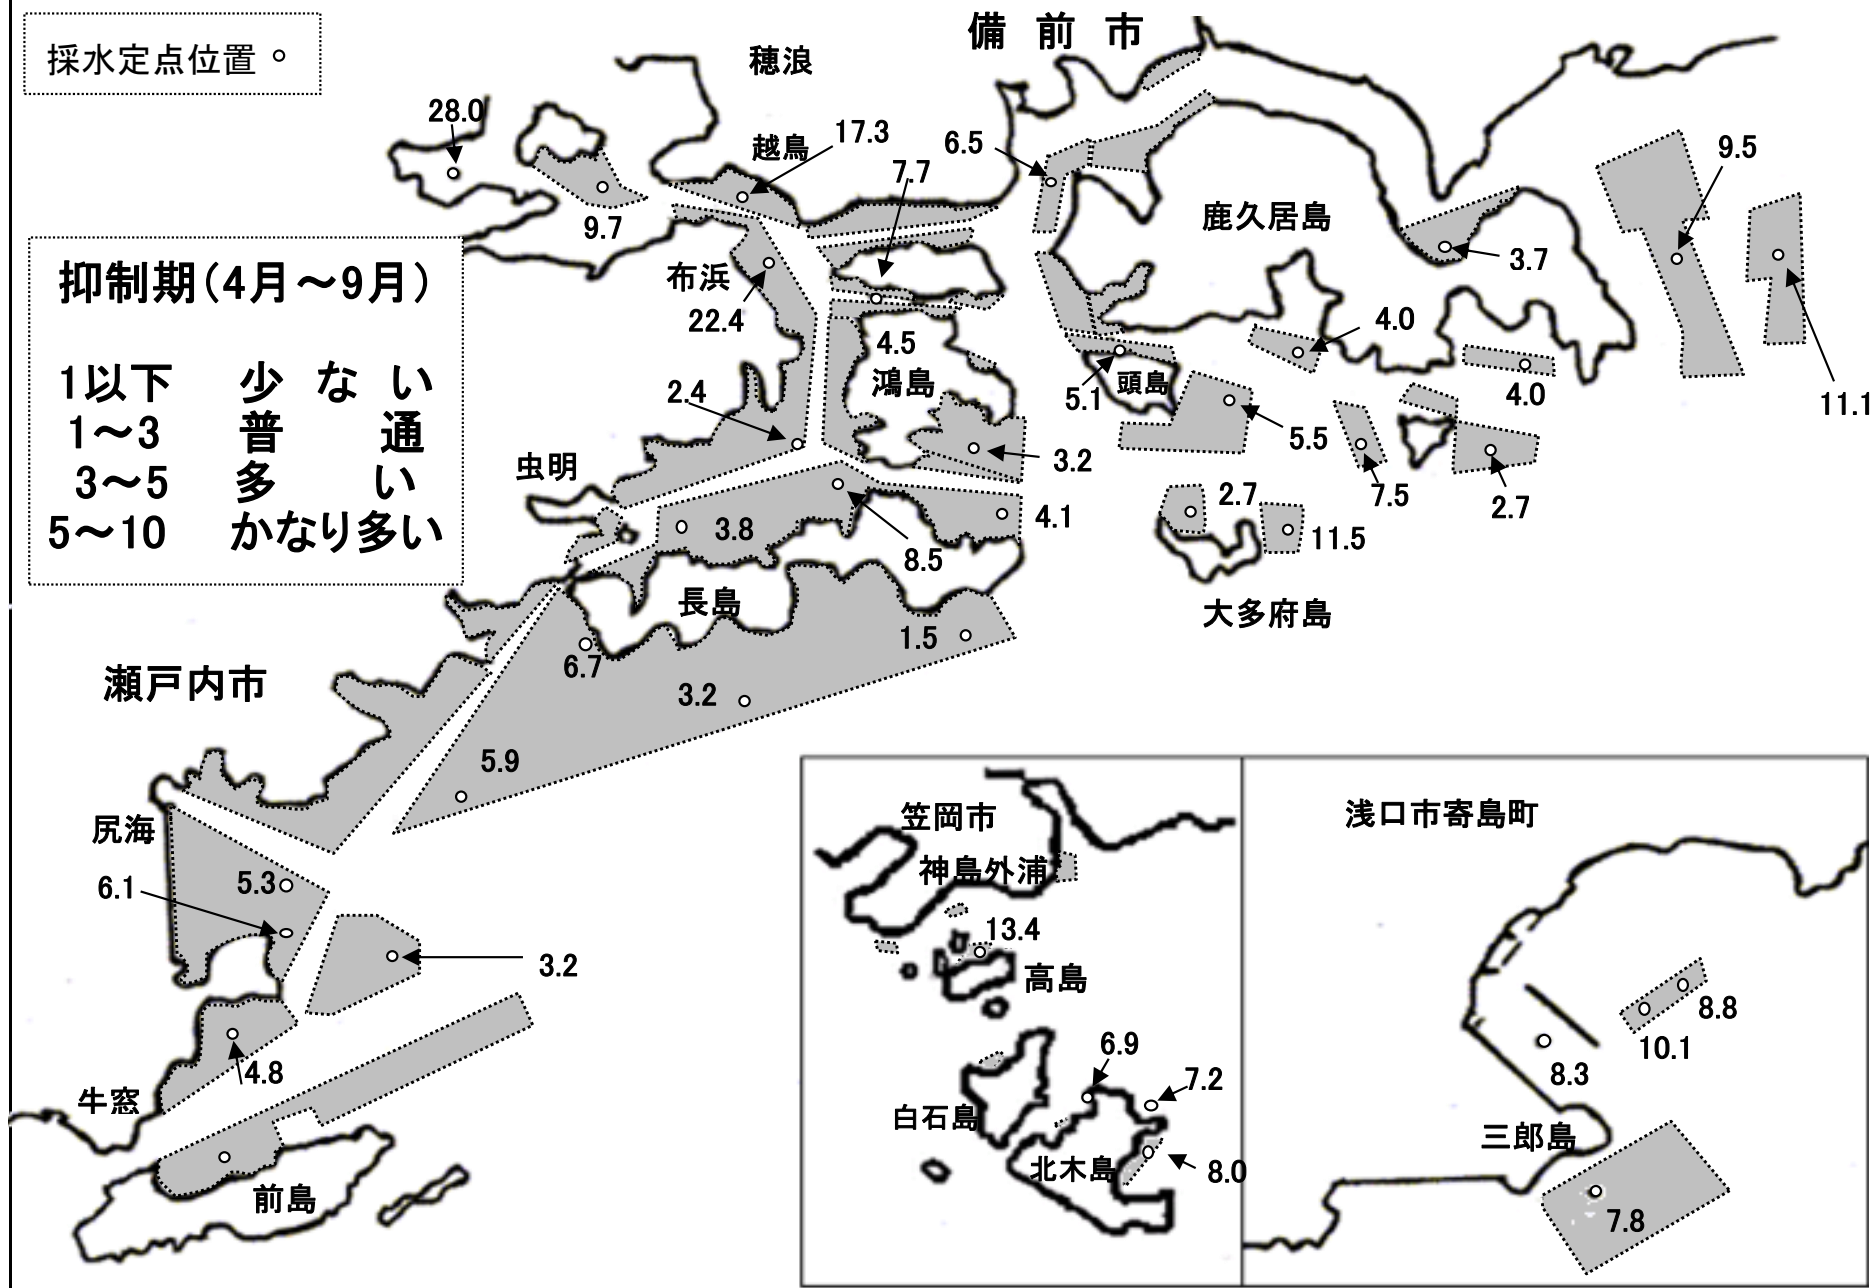 採水定点位置 ○
備 前 市
穂浪
28.0
越鳥
17.3
7.7
6.5
9.5
9.7
鹿久居島
3.7
抑制期(4月～9月)
1以下 少 な い
1～3 普 通
3～5 多 い
5～10 かなり多い
布浜
22.4
4.5
鴻島
4.0
頭島
5.1
4.0
11.1
2.4
5.5
3.2
虫明
7.5
2.7
2.7
3.8
4.1
11.5
8.5
長島
大多府島
1.5
6.7
瀬戸内市
3.2
5.9
尻海
6.1
5.3
3.2
4.8
牛窓
前島
笠岡市
神島外浦
13.4
高島
6.9
7.2
白石島
北木島
8.0
浅口市寄島町
8.8
10.1
8.3
三郎島
7.8